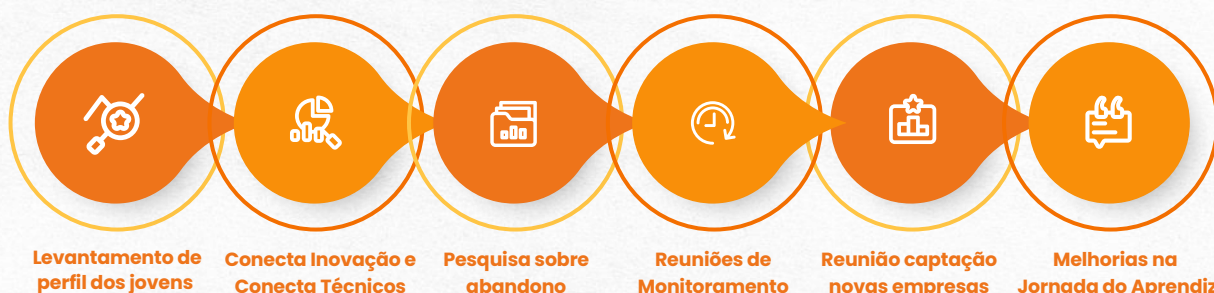 Levantamento de
perfil dos jovens
Conecta Inovação e
Conecta Técnicos
Pesquisa sobre
abandono
Reuniões de
Monitoramento
Reunião captação
novas empresas
Melhorias na
Jornada do Aprendiz